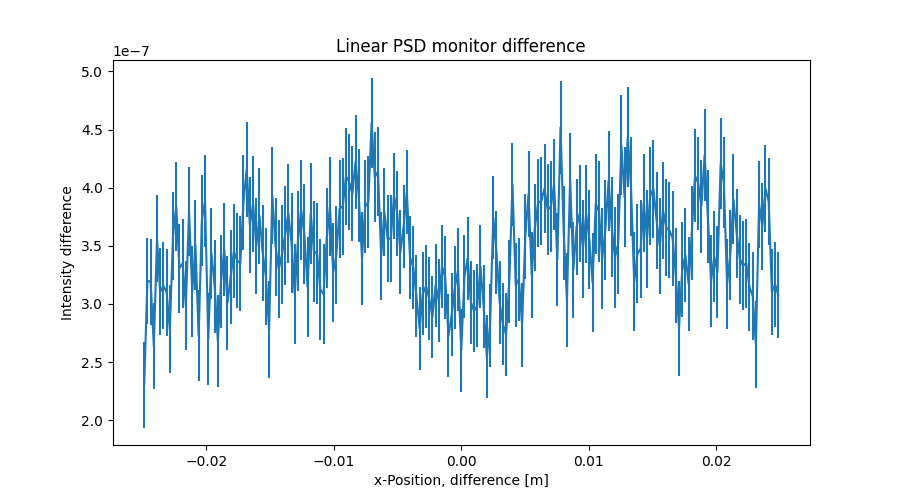 Linear PSD monitor difference
1e−7
5.0
4.5
4.0
3.5
3.0
2.5
2.0
Intensity difference
−0.02 −0.01 0.00 0.01 0.02
x-Position, difference [m]